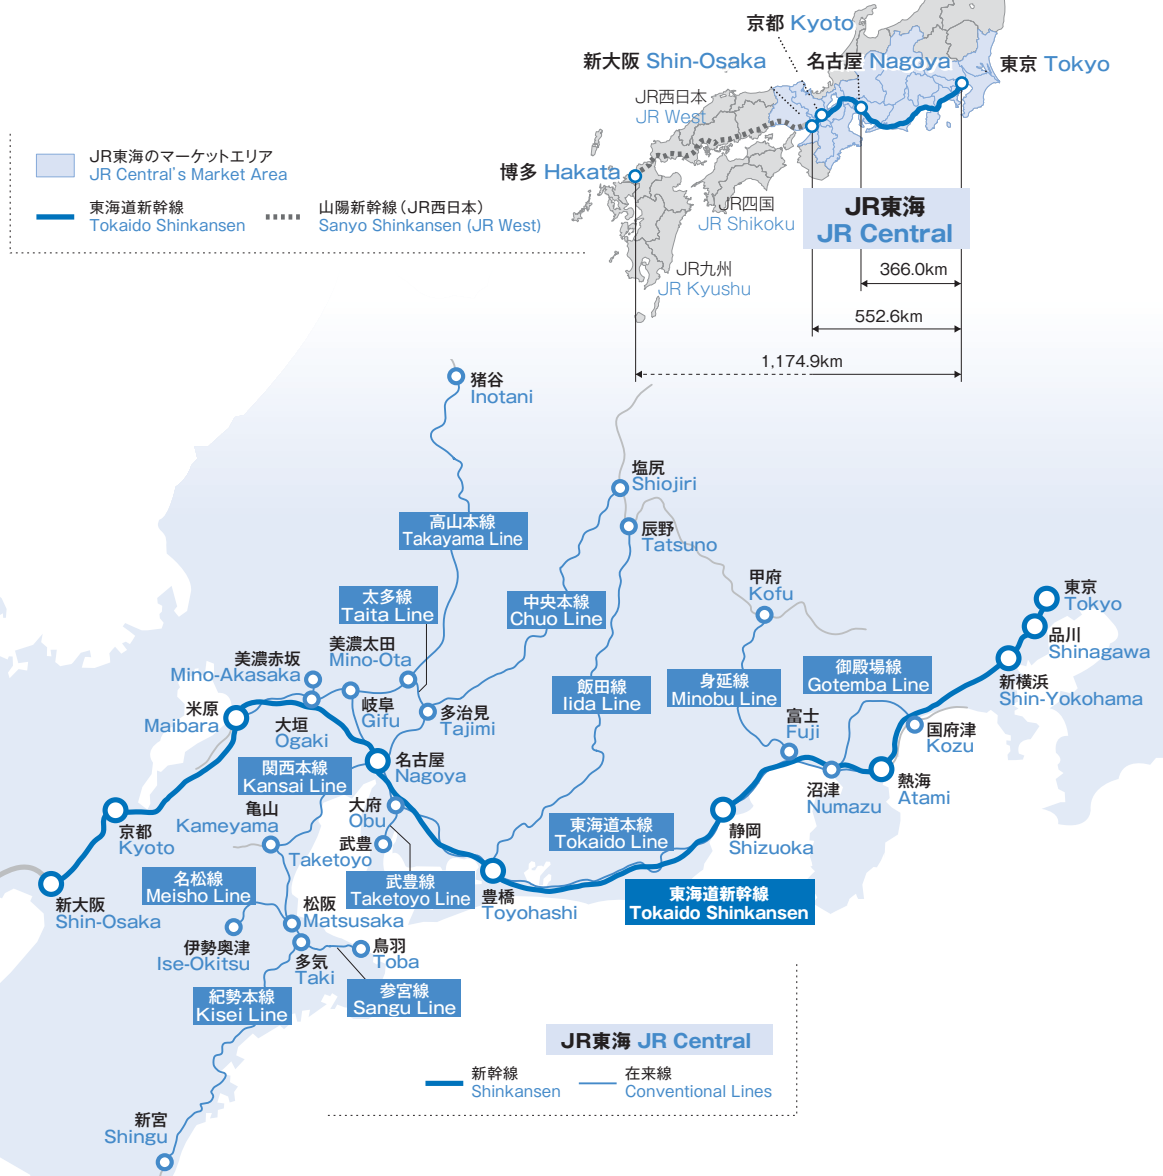 京都 Kyoto
新大阪 Shin-Osaka
名古屋 Nagoya
東京 Tokyo
JR西日本
JR West
博多 Hakata
JR四国
JR Shikoku
JR九州
JR Kyushu
JR東海
JR Central
366.0km
552.6km
1,174.9km
JR東海のマーケットエリア
JR Central's Market Area
東海道新幹線
Tokaido Shinkansen
山陽新幹線（JR西日本）
Sanyo Shinkansen (JR West)
猪谷
Inotani
塩尻
Shiojiri
高山本線
Takayama Line
辰野
Tatsuno
甲府
Kofu
太多線
Taita Line
中央本線
Chuo Line
東京
Tokyo
品川
Shinagawa
美濃太田
Mino-Ota
美濃赤坂
Mino-Akasaka
飯田線
Iida Line
身延線
Minobu Line
御殿場線
Gotemba Line
新横浜
Shin-Yokohama
米原
Maibara
大垣
Ogaki
岐阜
Gifu
多治見
Tajimi
富士
Fuji
国府津
Kozu
関西本線
Kansai Line
名古屋
Nagoya
沼津
Numazu
熱海
Atami
亀山
Kameyama
大府
Obu
京都
Kyoto
武豊
Taketoyo
東海道本線
Tokaido Line
静岡
Shizuoka
名松線
Meisho Line
武豊線
Taketoyo Line
豊橋
Toyohashi
東海道新幹線
Tokaido Shinkansen
新大阪
Shin-Osaka
松阪
Matsusaka
伊勢奥津
Ise-Okitsu
多気
Taki
鳥羽
Toba
紀勢本線
Kisei Line
参宮線
Sangu Line
JR東海 JR Central
新幹線
Shinkansen
在来線
Conventional Lines
新宮
Shingu